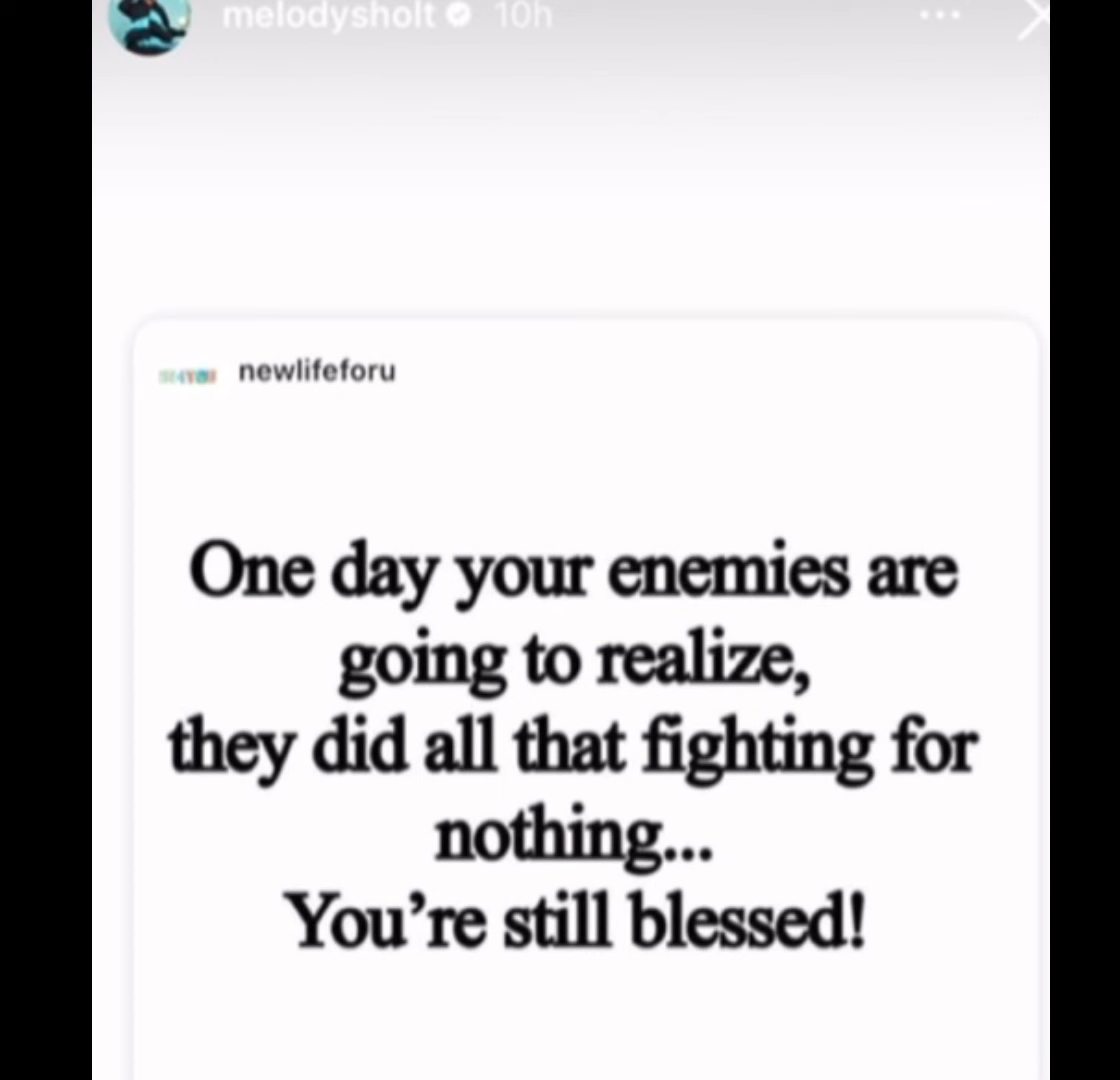 melodysholt 10h
newlifeforu
One day your enemies are
going to realize,
they did all that fighting for
nothing...
You’re still blessed!